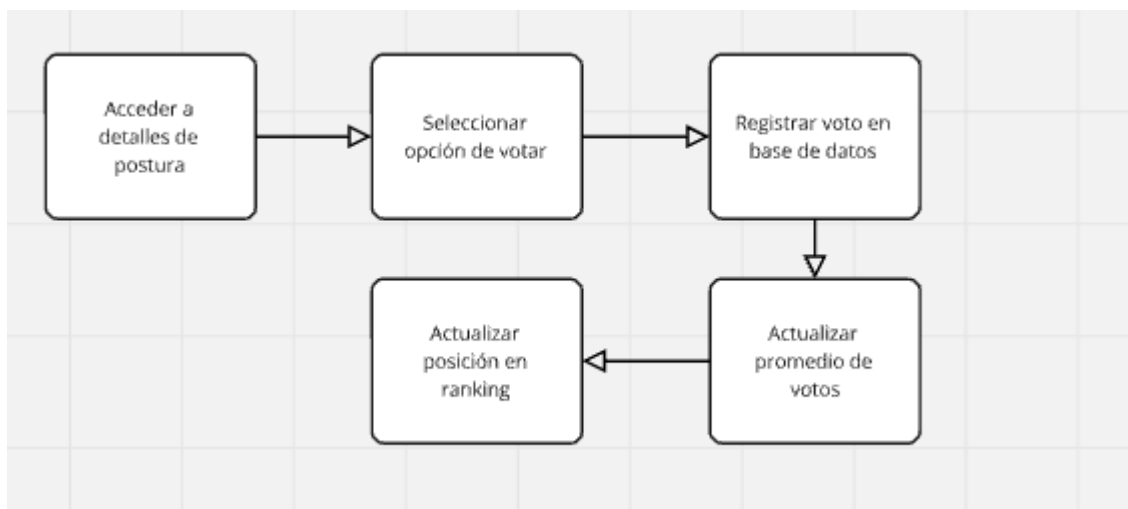 Acceder a
detalles de
postura
Seleccionar
opción de votar
Registrar voto en
base de datos
Actualizar
promedio de
votos
Actualizar
posición en
ranking